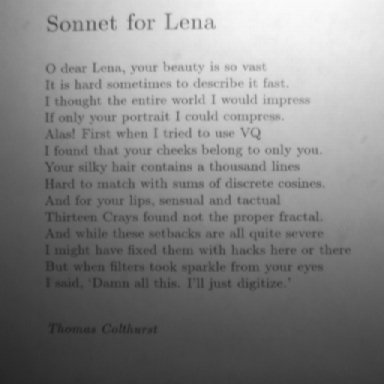 Sonnet for Lena
O dear Lena, your beauty is so vast
It is hard sometimes to describe it fast.
I thought the entire world I would impress
If only your portrait I could compress.
Alas! First when I tried to use VQ
I found that your cheeks belong to only you.
Your silky hair contains a thousand lines
Hard to match with sums of discrete cosines.
And for your lips, sensual and tactual
Thirteen Crays found not the proper fractal.
And while these setbacks are all quite severe
I might have fixed them with hacks here or there
But when filters took sparkle from your eyes
I said, 'Damn all this. I'll just digitize.'
Thomas Colthurst